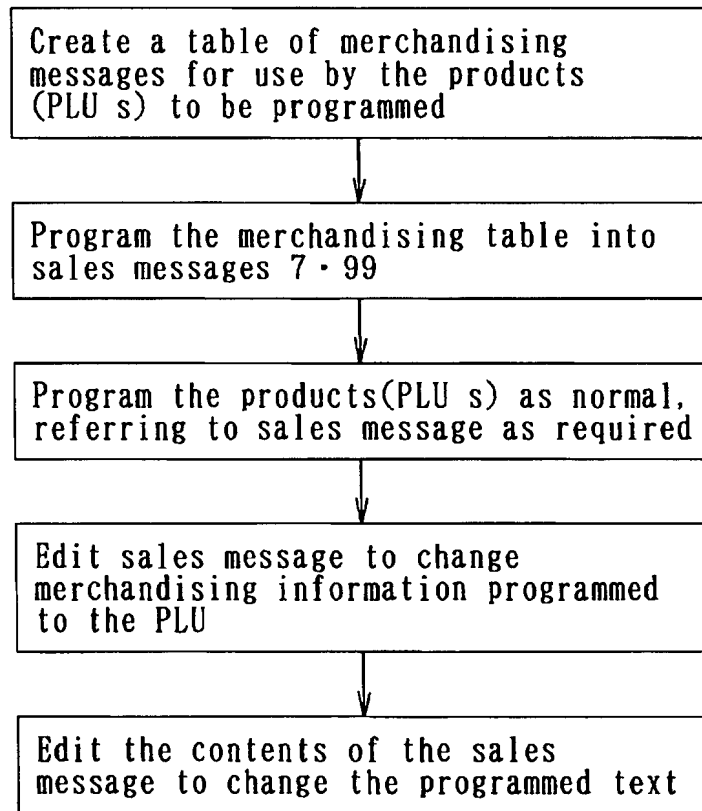 Create a table of merchandising
messages for use by the products
(PLU s) to be programmed
Program the merchandising table into
sales messages 7・99
Program the products(PLU s) as normal,
referring to sales message as required
Edit sales message to change
merchandising information programmed
to the PLU
Edit the contents of the sales
message to change the programmed text